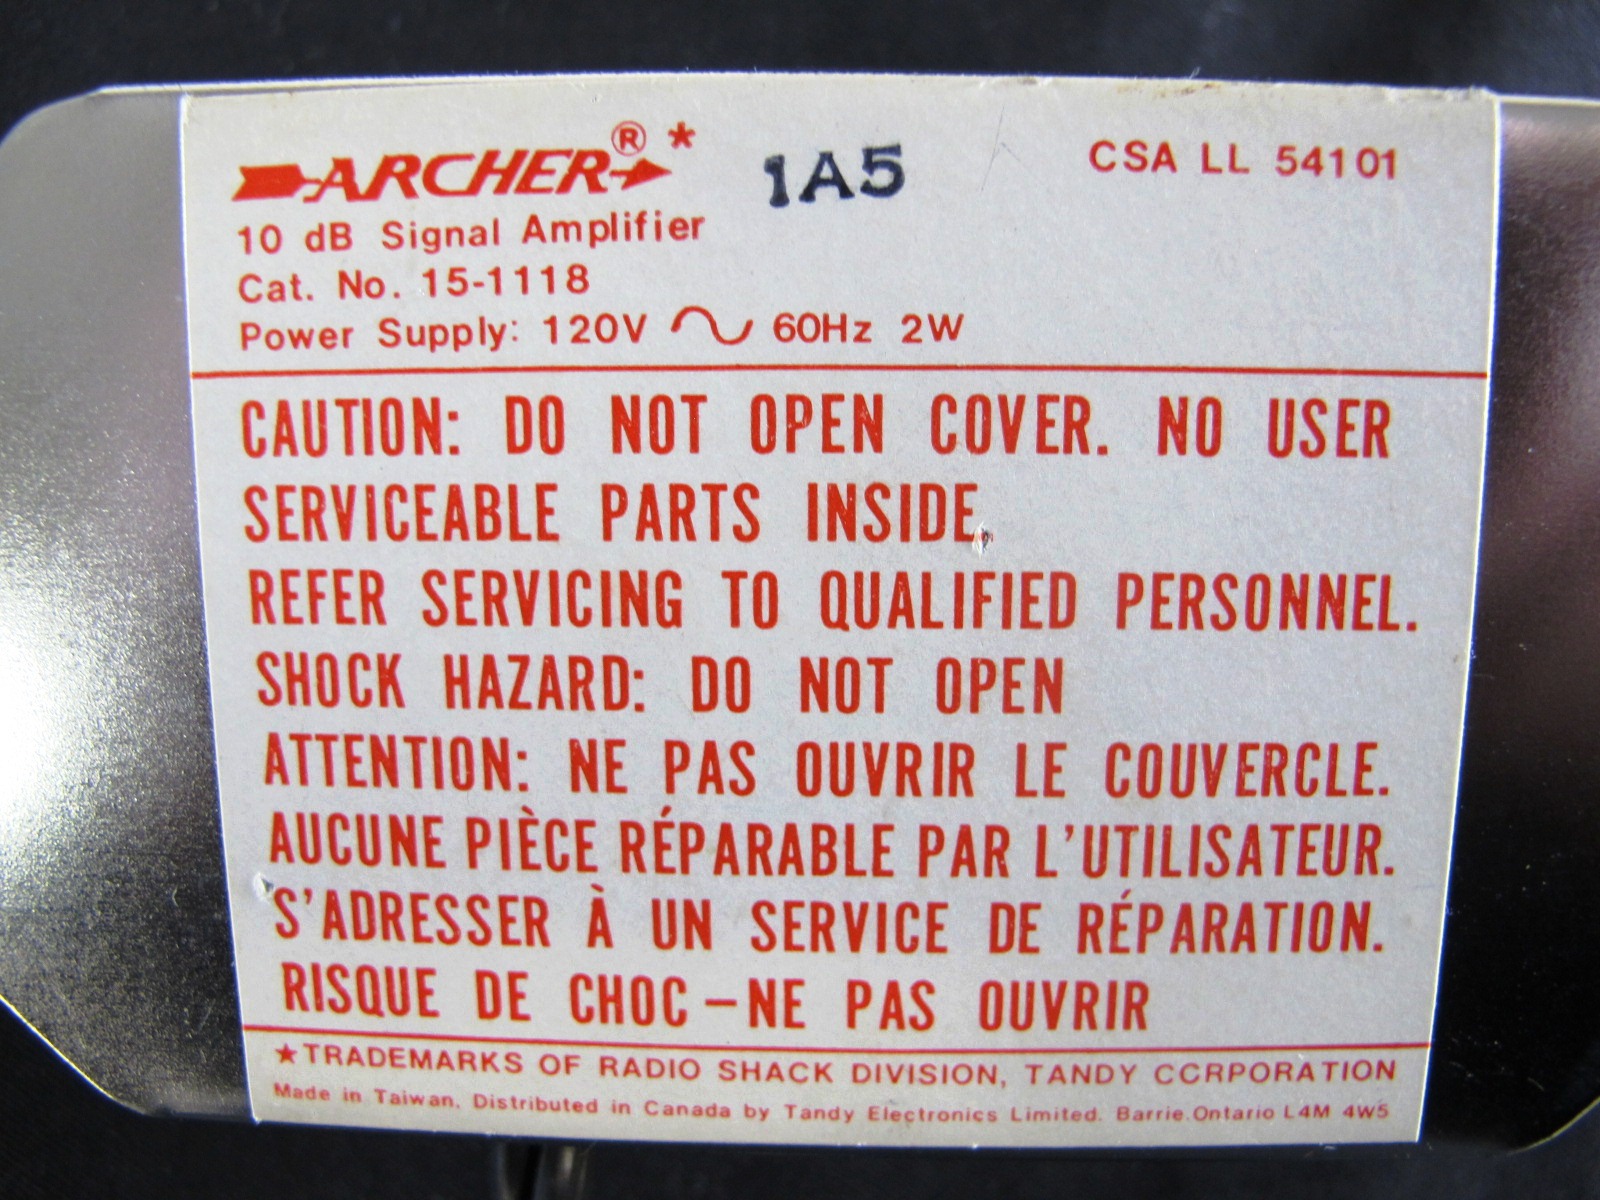 ARCHER®* 1A5 CSA LL 54101
10 dB Signal Amplifier
Cat. No. 15-1118
Power Supply: 120V ∿ 60Hz 2W
CAUTION: DO NOT OPEN COVER. NO USER
SERVICEABLE PARTS INSIDE.
REFER SERVICING TO QUALIFIED PERSONNEL.
SHOCK HAZARD: DO NOT OPEN
ATTENTION: NE PAS OUVRIR LE COUVERCLE.
AUCUNE PIÈCE RÉPARABLE PAR L'UTILISATEUR.
S'ADRESSER À UN SERVICE DE RÉPARATION.
RISQUE DE CHOC – NE PAS OUVRIR
★TRADEMARKS OF RADIO SHACK DIVISION, TANDY CCRPORATION
Made in Taiwan. Distributed in Canada by Tandy Electronics Limited. Barrie.Ontario L4M 4W5